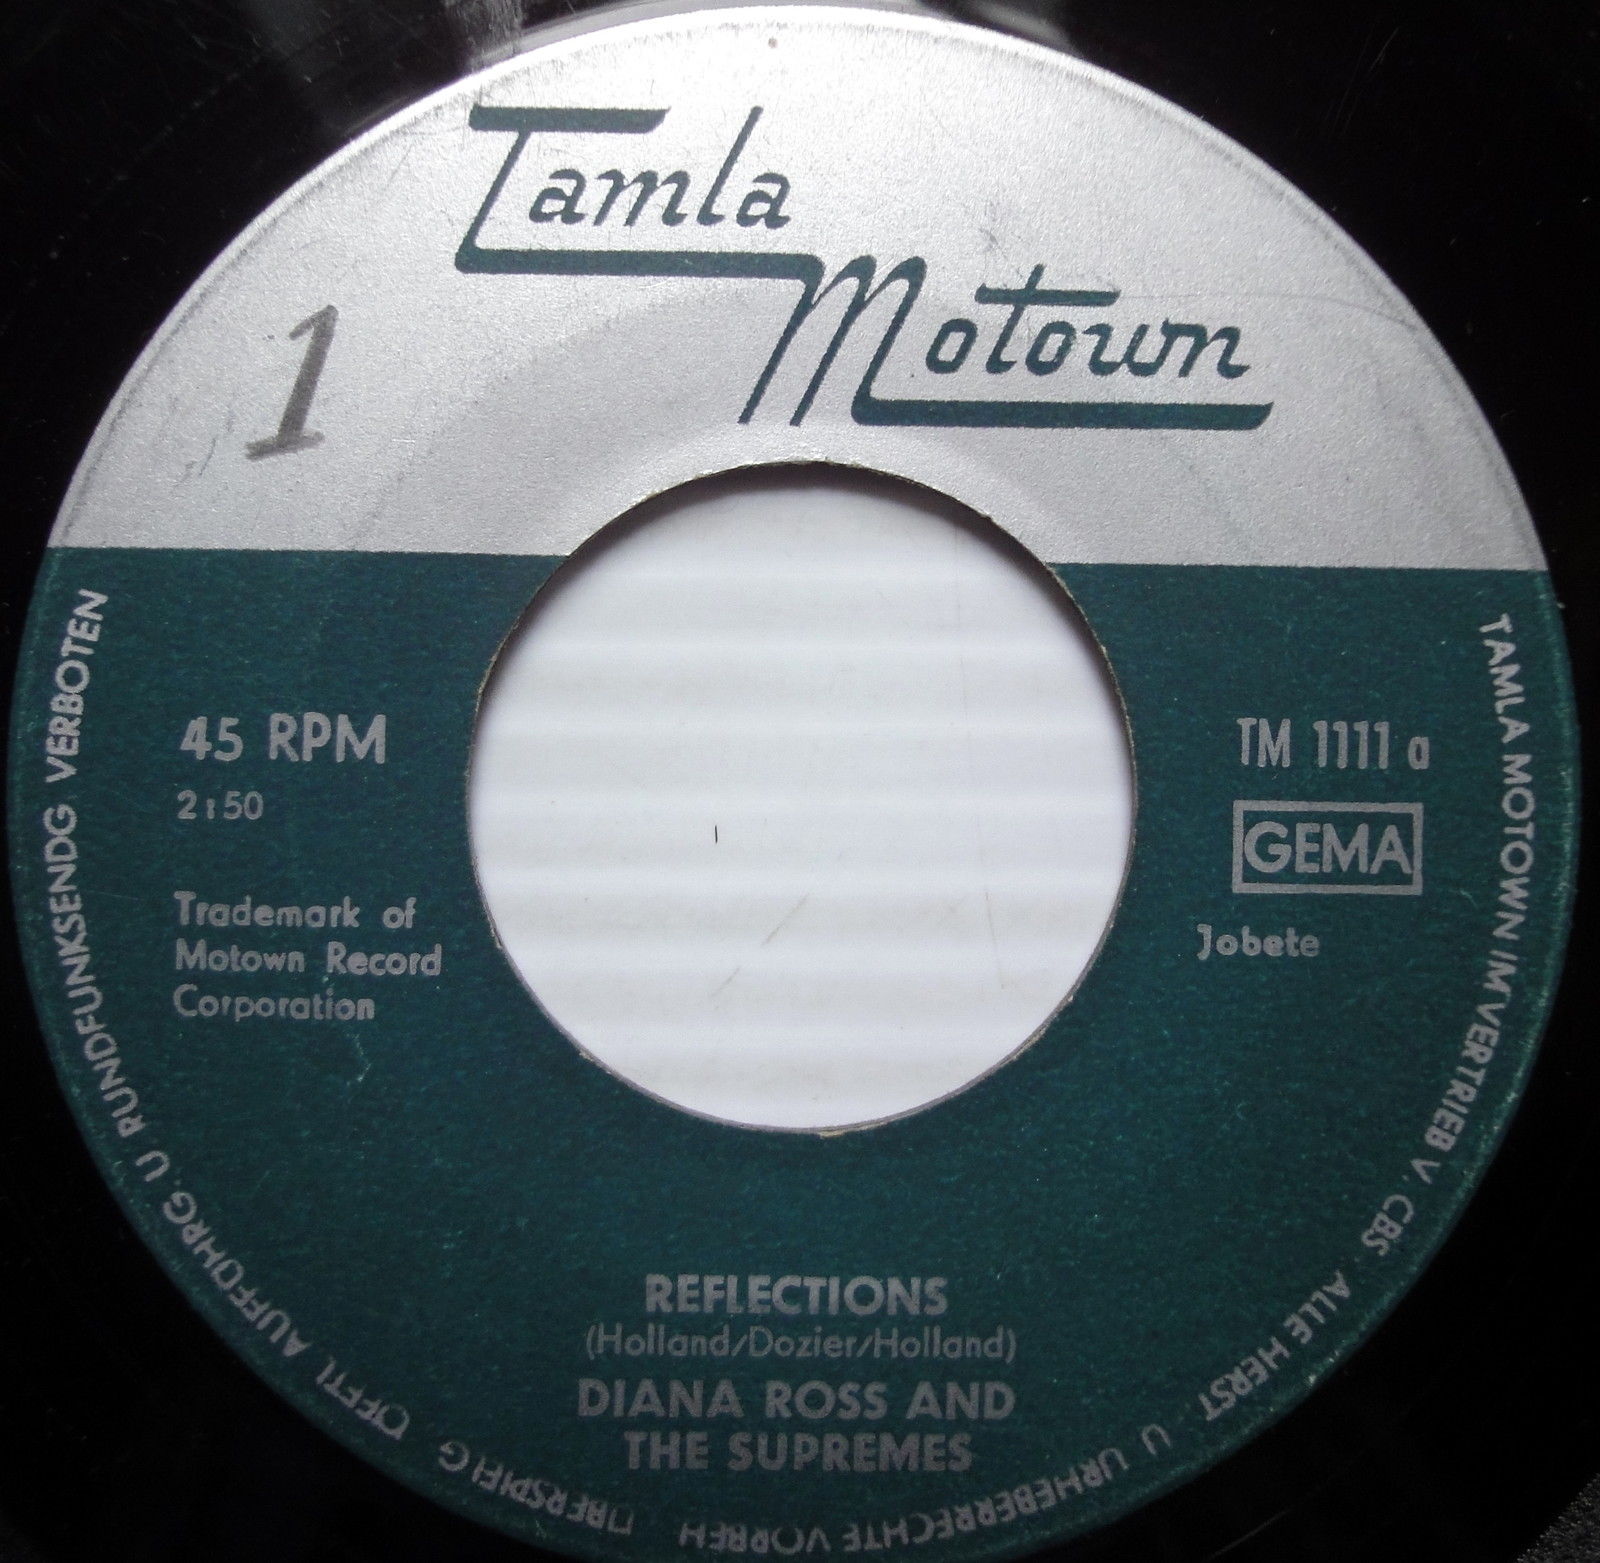 Tamla
Motown
1
45 RPM
2:50
Trademark of
Motown Record
Corporation
TM 1111 a
GEMA
Jobete
REFLECTIONS
(Holland/Dozier/Holland)
DIANA ROSS AND
THE SUPREMES
TAMLA MOTOWN IM VERTRIEB V. CBS ALLE HERST. U URHEBERRECHTE VORBEH ÜBERSPIELG ÖFFTL AUFFÜHRG. U RUNDFUNKSENDG VERBOTEN